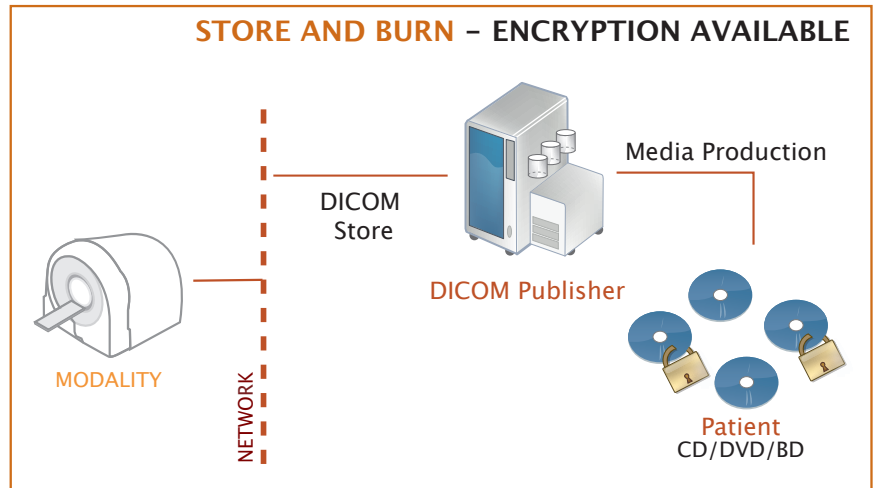 STORE AND BURN – ENCRYPTION AVAILABLE
Media Production
DICOM
Store
DICOM Publisher
MODALITY
NETWORK
Patient
CD/DVD/BD